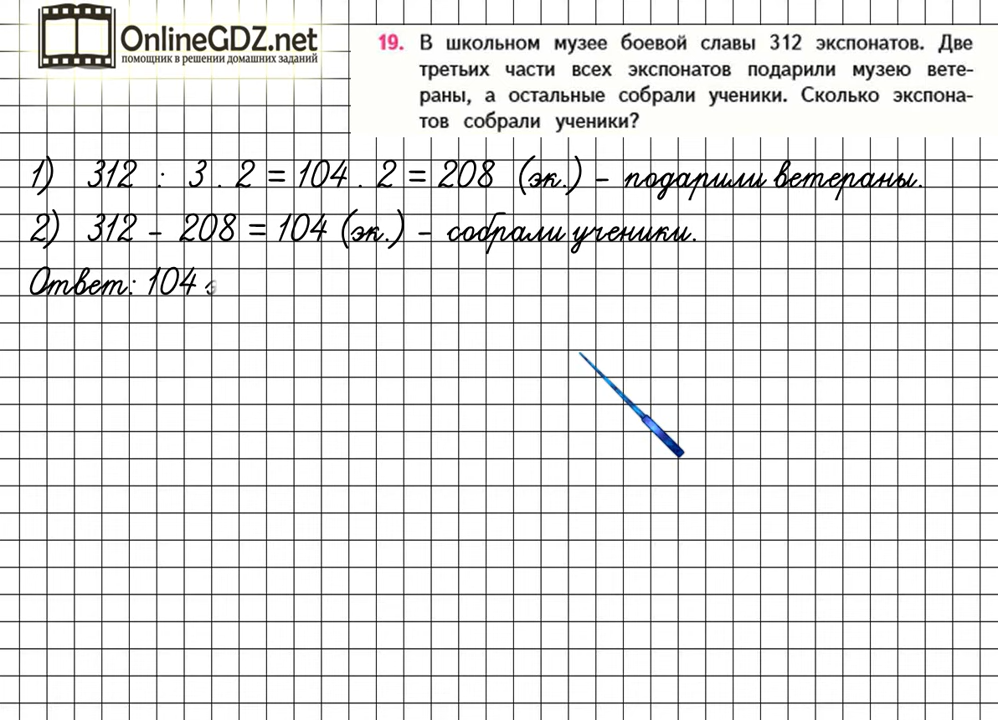 OnlineGDZ.net
помощник в решении домашних заданий
19. В школьном музее боевой славы 312 экспонатов. Две
третьих части всех экспонатов подарили музею вете-
раны, а остальные собрали ученики. Сколько экспона-
тов собрали ученики?
1) 312 : 3 . 2 = 104 . 2 = 208 (эк.) – подарили ветераны.
2) 312 – 208 = 104 (эк.) – собрали ученики.
Ответ: 104